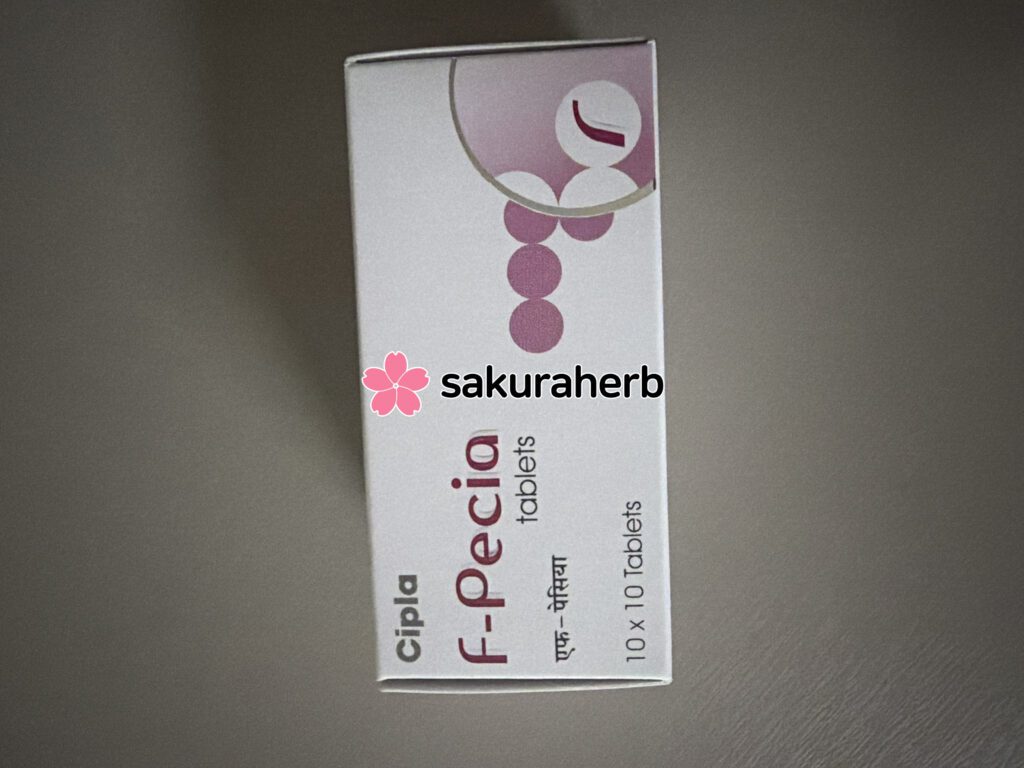 Cipla
F-Pecia
tablets
एफ-पेसिया
10 x 10 Tablets
sakuraherb